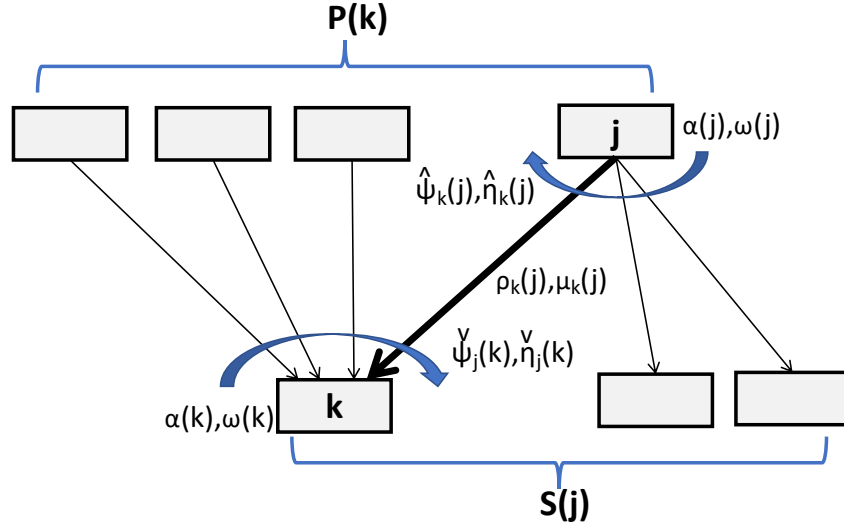 P(k)
j
α(j),ω(j)
ψ̂ₖ(j),η̂ₖ(j)
ρₖ(j),μₖ(j)
ψ̌ⱼ(k),η̌ⱼ(k)
k
α(k),ω(k)
S(j)